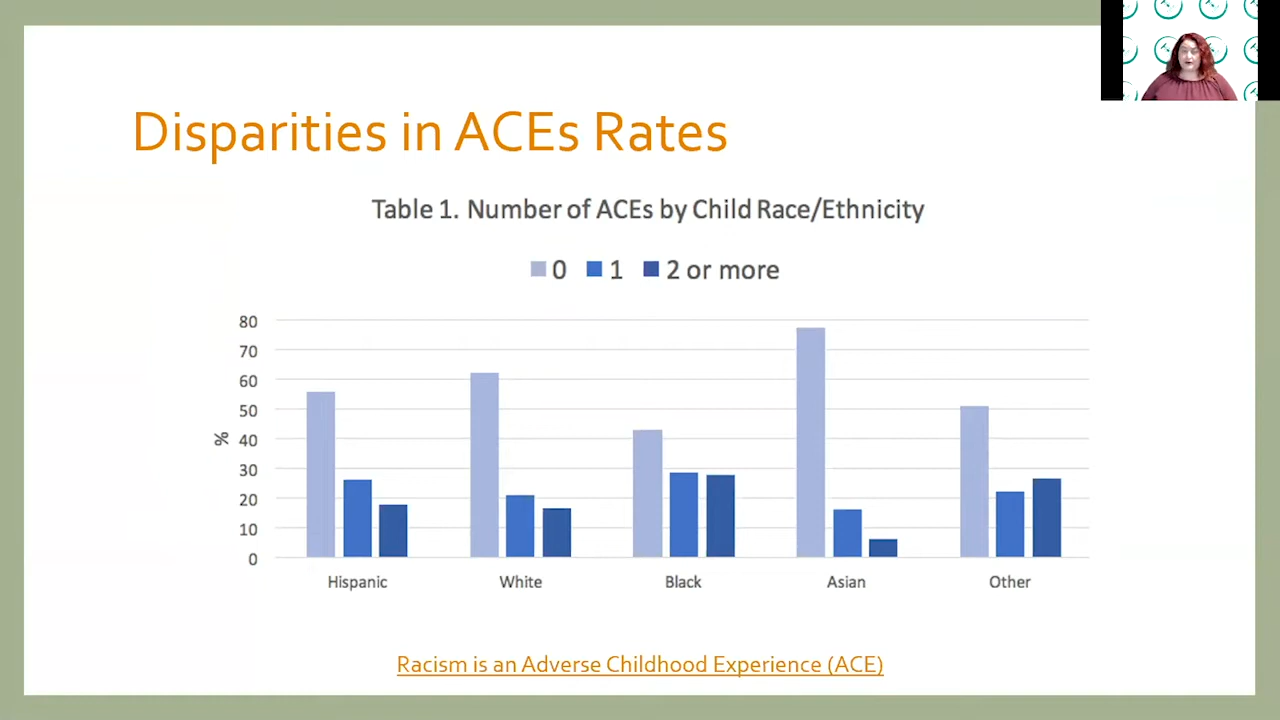 Disparities in ACEs Rates
Table 1. Number of ACEs by Child Race/Ethnicity
0 1 2 or more
80
70
60
50
40
30
20
10
0
%
Hispanic White Black Asian Other
Racism is an Adverse Childhood Experience (ACE)